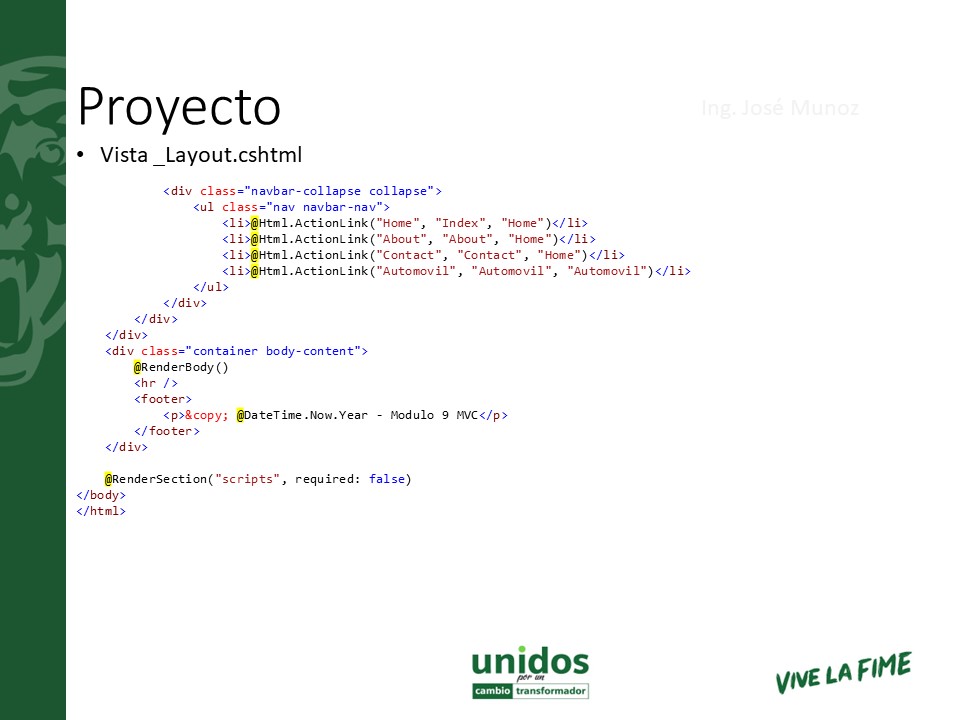 Proyecto
Ing. José Munoz
• Vista _Layout.cshtml
<div class="navbar-collapse collapse">
<ul class="nav navbar-nav">
<li>@Html.ActionLink("Home", "Index", "Home")</li>
<li>@Html.ActionLink("About", "About", "Home")</li>
<li>@Html.ActionLink("Contact", "Contact", "Home")</li>
<li>@Html.ActionLink("Automovil", "Automovil", "Automovil")</li>
</ul>
</div>
</div>
</div>
<div class="container body-content">
@RenderBody()
<hr />
<footer>
<p>&copy; @DateTime.Now.Year - Modulo 9 MVC</p>
</footer>
</div>
@RenderSection("scripts", required: false)
</body>
</html>
unidos
por un
cambio transformador
VIVE LA FIME